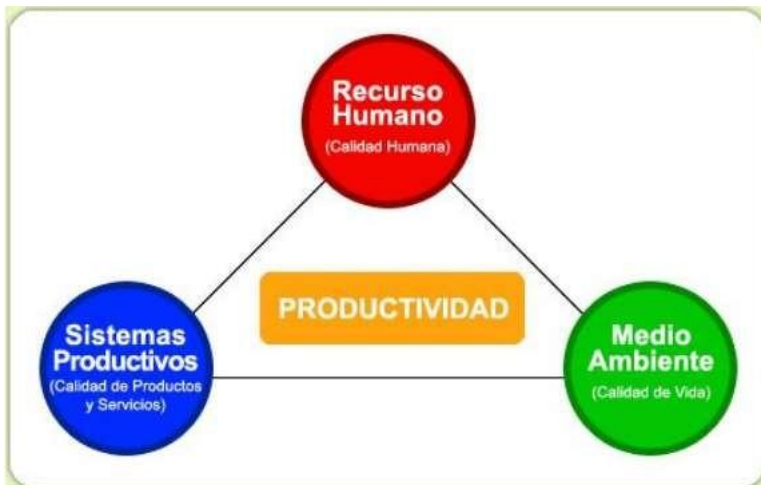 Recurso
Humano
(Calidad Humana)
PRODUCTIVIDAD
Sistemas
Productivos
(Calidad de Productos
y Servicios)
Medio
Ambiente
(Calidad de Vida)